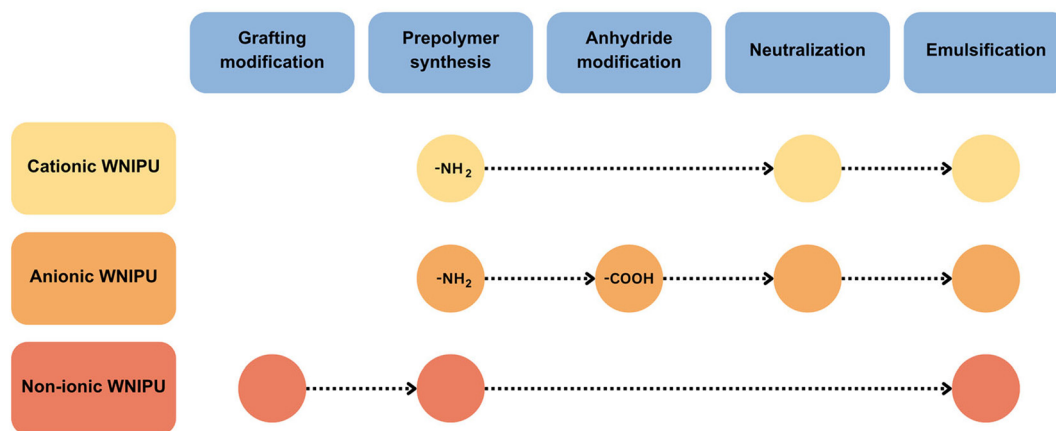 Grafting
modification
Prepolymer
synthesis
Anhydride
modification
Neutralization
Emulsification
Cationic WNIPU
-NH₂
Anionic WNIPU
-NH₂
-COOH
Non-ionic WNIPU